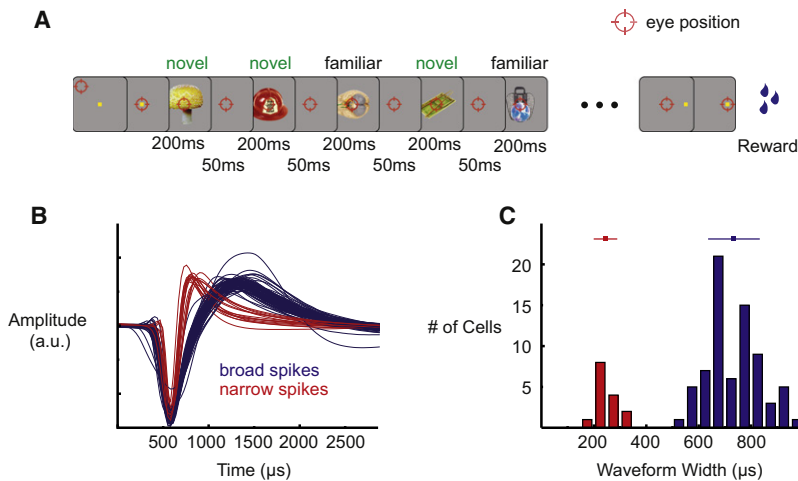 A
eye position
novel novel familiar novel familiar
200ms 200ms 200ms 200ms 200ms
50ms 50ms 50ms 50ms
Reward
B
Amplitude
(a.u.)
broad spikes
narrow spikes
500 1000 1500 2000 2500
Time (µs)
C
20
15
10
5
# of Cells
200 400 600 800
Waveform Width (µs)